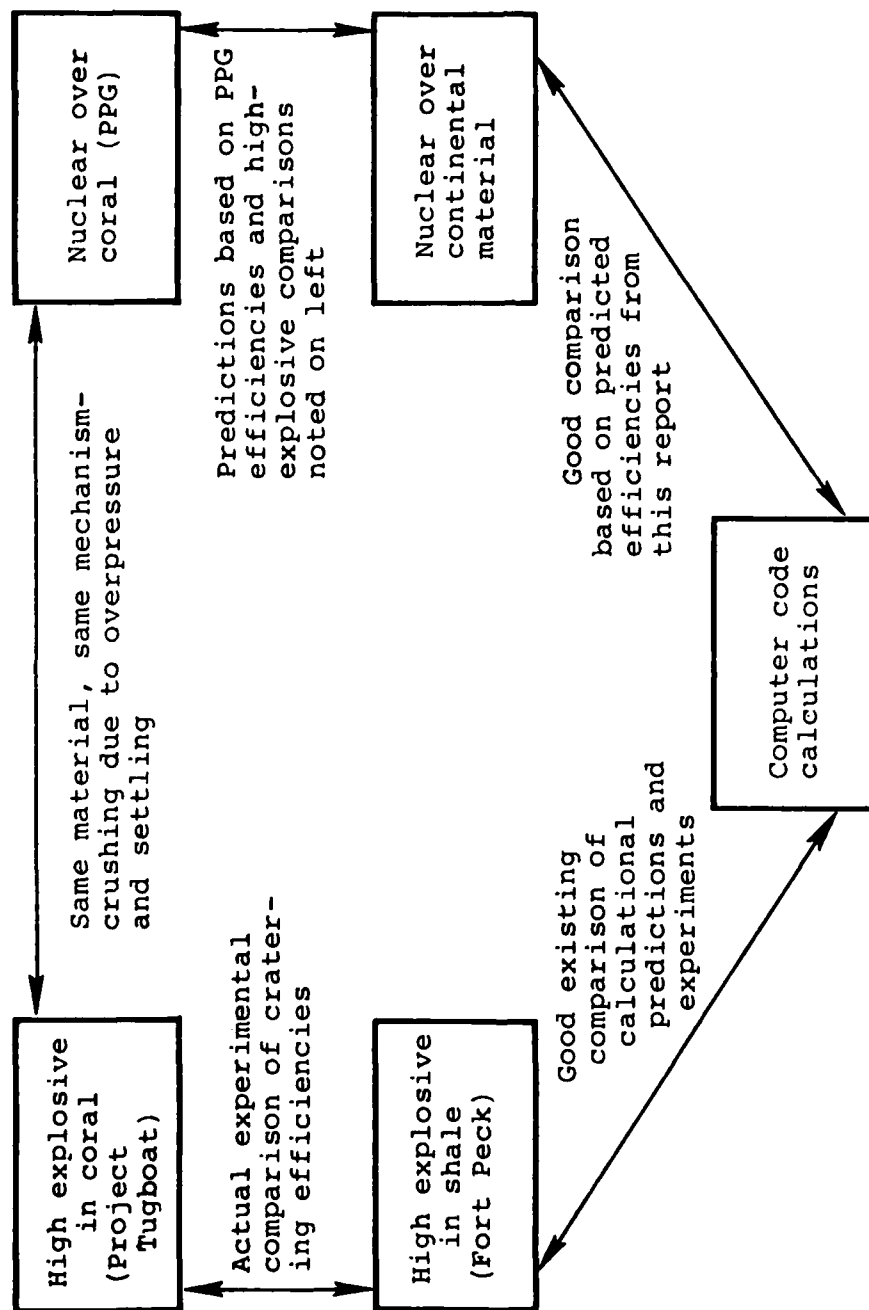 High explosive
in coral
(Project
Tugboat)
Same material, same mechanism-
crushing due to overpressure
and settling
Nuclear over
coral (PPG)
Actual experimental
comparison of crater-
ing efficiencies
Predictions based on PPG
efficiencies and high-
explosive comparisons
noted on left
High explosive
in shale
(Fort Peck)
Nuclear over
continental
material
Good existing
comparison of
calculational
predictions and
experiments
Good comparison
based on predicted
efficiencies from
this report
Computer code
calculations